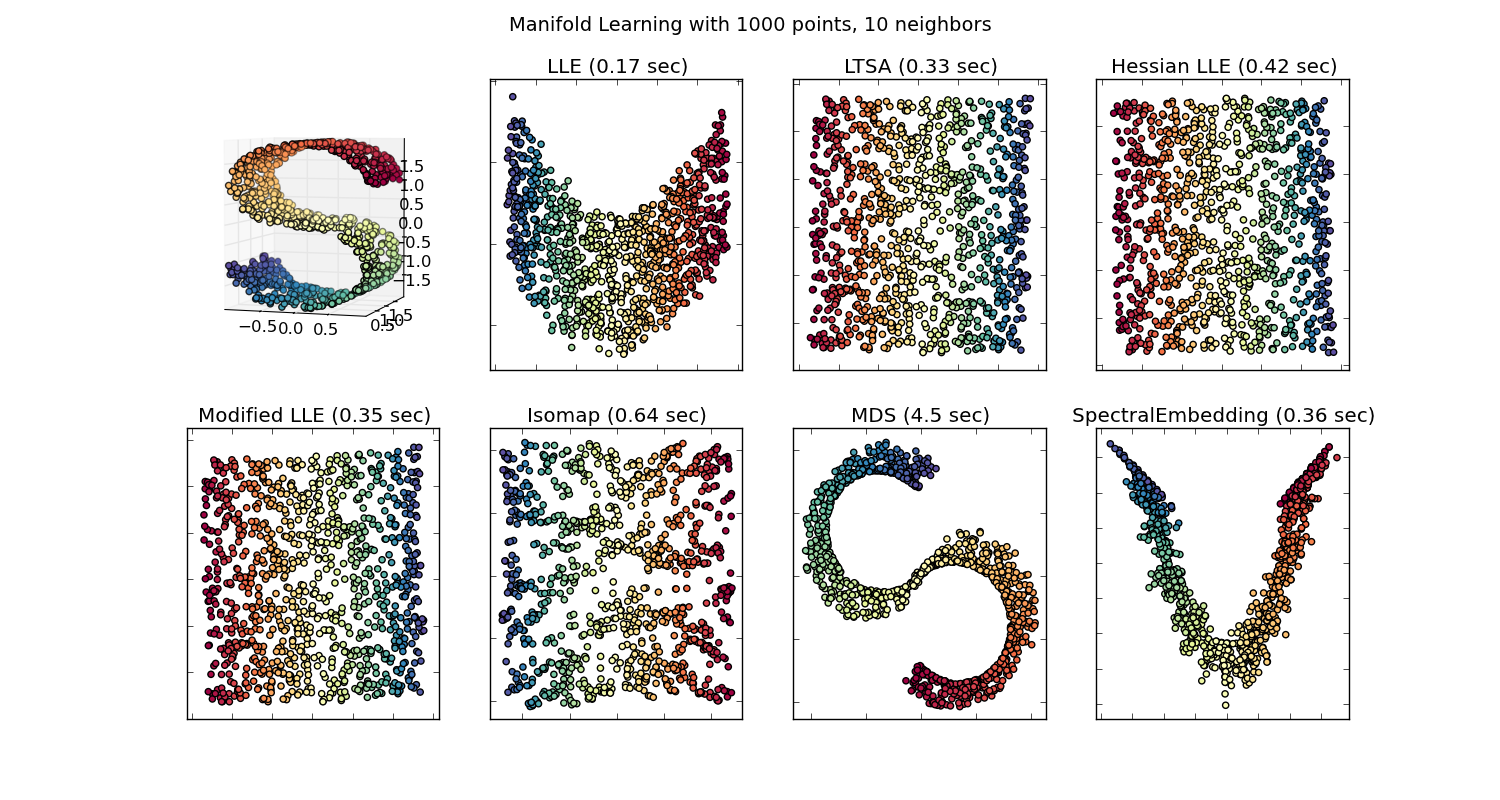 Manifold Learning with 1000 points, 10 neighbors
LLE (0.17 sec)
LTSA (0.33 sec)
Hessian LLE (0.42 sec)
1.5
1.0
0.5
0.0
−0.5
−1.0
−1.5
−0.5 0.0 0.5
0.5
Modified LLE (0.35 sec)
Isomap (0.64 sec)
MDS (4.5 sec)
SpectralEmbedding (0.36 sec)